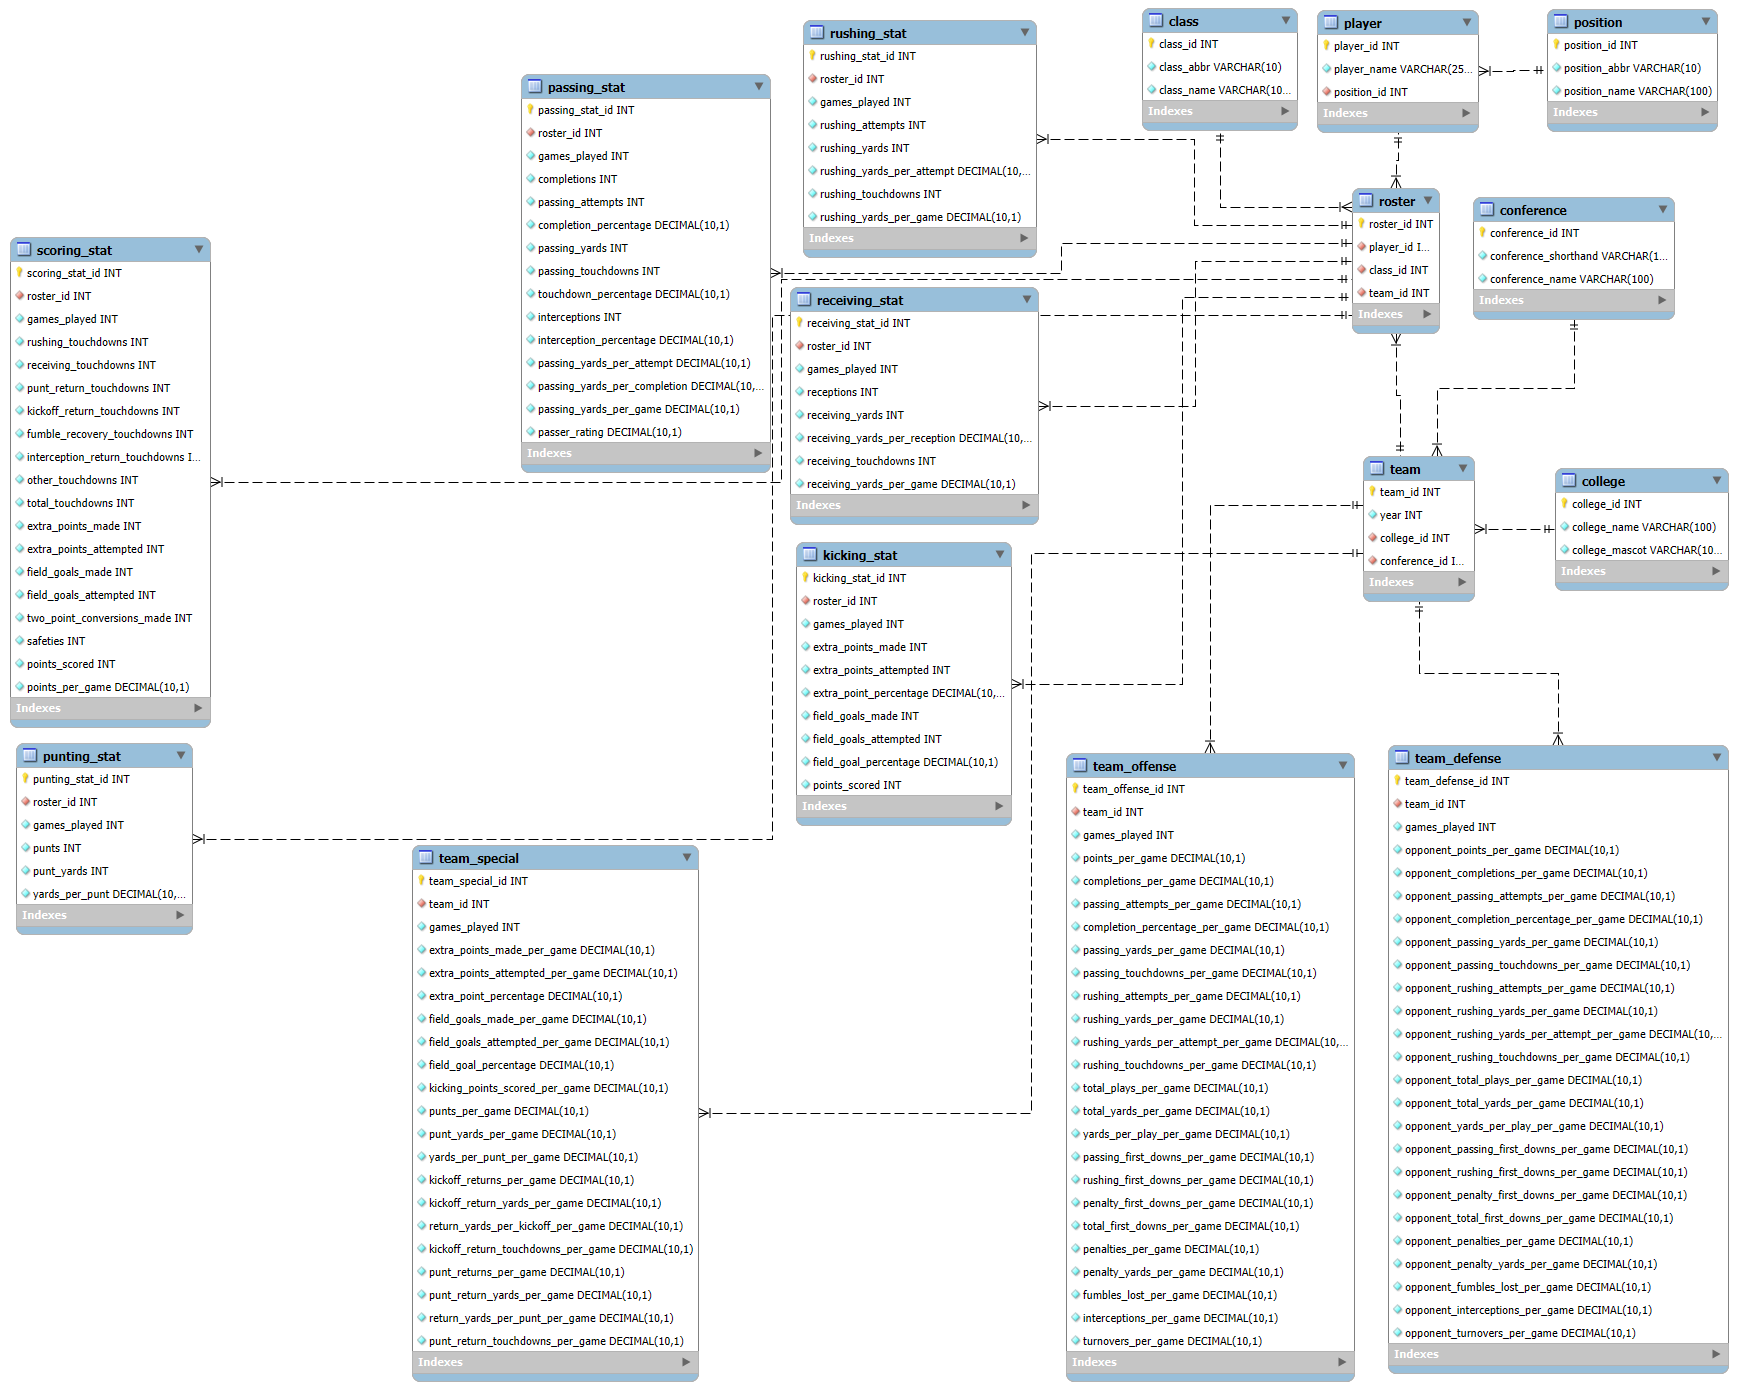 rushing_stat
rushing_stat_id INT
roster_id INT
games_played INT
rushing_attempts INT
rushing_yards INT
rushing_yards_per_attempt DECIMAL(10,...
rushing_touchdowns INT
rushing_yards_per_game DECIMAL(10,1)
Indexes
class
class_id INT
class_abbr VARCHAR(10)
class_name VARCHAR(10...
Indexes
player
player_id INT
player_name VARCHAR(25...
position_id INT
Indexes
position
position_id INT
position_abbr VARCHAR(10)
position_name VARCHAR(100)
Indexes
passing_stat
passing_stat_id INT
roster_id INT
games_played INT
completions INT
passing_attempts INT
completion_percentage DECIMAL(10,1)
passing_yards INT
passing_touchdowns INT
touchdown_percentage DECIMAL(10,1)
interceptions INT
interception_percentage DECIMAL(10,1)
passing_yards_per_attempt DECIMAL(10,1)
passing_yards_per_completion DECIMAL(10,...
passing_yards_per_game DECIMAL(10,1)
passer_rating DECIMAL(10,1)
Indexes
roster
roster_id INT
player_id I...
class_id INT
team_id INT
Indexes
conference
conference_id INT
conference_shorthand VARCHAR(1...
conference_name VARCHAR(100)
Indexes
scoring_stat
scoring_stat_id INT
roster_id INT
games_played INT
rushing_touchdowns INT
receiving_touchdowns INT
punt_return_touchdowns INT
kickoff_return_touchdowns INT
fumble_recovery_touchdowns INT
interception_return_touchdowns I...
other_touchdowns INT
total_touchdowns INT
extra_points_made INT
extra_points_attempted INT
field_goals_made INT
field_goals_attempted INT
two_point_conversions_made INT
safeties INT
points_scored INT
points_per_game DECIMAL(10,1)
Indexes
receiving_stat
receiving_stat_id INT
roster_id INT
games_played INT
receptions INT
receiving_yards INT
receiving_yards_per_reception DECIMAL(10,...
receiving_touchdowns INT
receiving_yards_per_game DECIMAL(10,1)
Indexes
team
team_id INT
year INT
college_id INT
conference_id I...
Indexes
college
college_id INT
college_name VARCHAR(100)
college_mascot VARCHAR(10...
Indexes
kicking_stat
kicking_stat_id INT
roster_id INT
games_played INT
extra_points_made INT
extra_points_attempted INT
extra_point_percentage DECIMAL(10,...
field_goals_made INT
field_goals_attempted INT
field_goal_percentage DECIMAL(10,1)
points_scored INT
Indexes
punting_stat
punting_stat_id INT
roster_id INT
games_played INT
punts INT
punt_yards INT
yards_per_punt DECIMAL(10,...
Indexes
team_special
team_special_id INT
team_id INT
games_played INT
extra_points_made_per_game DECIMAL(10,1)
extra_points_attempted_per_game DECIMAL(10,1)
extra_point_percentage DECIMAL(10,1)
field_goals_made_per_game DECIMAL(10,1)
field_goals_attempted_per_game DECIMAL(10,1)
field_goal_percentage DECIMAL(10,1)
kicking_points_scored_per_game DECIMAL(10,1)
punts_per_game DECIMAL(10,1)
punt_yards_per_game DECIMAL(10,1)
yards_per_punt_per_game DECIMAL(10,1)
kickoff_returns_per_game DECIMAL(10,1)
kickoff_return_yards_per_game DECIMAL(10,1)
return_yards_per_kickoff_per_game DECIMAL(10,1)
kickoff_return_touchdowns_per_game DECIMAL(10,1)
punt_returns_per_game DECIMAL(10,1)
punt_return_yards_per_game DECIMAL(10,1)
return_yards_per_punt_per_game DECIMAL(10,1)
punt_return_touchdowns_per_game DECIMAL(10,1)
Indexes
team_offense
team_offense_id INT
team_id INT
games_played INT
points_per_game DECIMAL(10,1)
completions_per_game DECIMAL(10,1)
passing_attempts_per_game DECIMAL(10,1)
completion_percentage_per_game DECIMAL(10,1)
passing_yards_per_game DECIMAL(10,1)
passing_touchdowns_per_game DECIMAL(10,1)
rushing_attempts_per_game DECIMAL(10,1)
rushing_yards_per_game DECIMAL(10,1)
rushing_yards_per_attempt_per_game DECIMAL(10,...
rushing_touchdowns_per_game DECIMAL(10,1)
total_plays_per_game DECIMAL(10,1)
total_yards_per_game DECIMAL(10,1)
yards_per_play_per_game DECIMAL(10,1)
passing_first_downs_per_game DECIMAL(10,1)
rushing_first_downs_per_game DECIMAL(10,1)
penalty_first_downs_per_game DECIMAL(10,1)
total_first_downs_per_game DECIMAL(10,1)
penalties_per_game DECIMAL(10,1)
penalty_yards_per_game DECIMAL(10,1)
fumbles_lost_per_game DECIMAL(10,1)
interceptions_per_game DECIMAL(10,1)
turnovers_per_game DECIMAL(10,1)
Indexes
team_defense
team_defense_id INT
team_id INT
games_played INT
opponent_points_per_game DECIMAL(10,1)
opponent_completions_per_game DECIMAL(10,1)
opponent_passing_attempts_per_game DECIMAL(10,1)
opponent_completion_percentage_per_game DECIMAL(10,1)
opponent_passing_yards_per_game DECIMAL(10,1)
opponent_passing_touchdowns_per_game DECIMAL(10,1)
opponent_rushing_attempts_per_game DECIMAL(10,1)
opponent_rushing_yards_per_game DECIMAL(10,1)
opponent_rushing_yards_per_attempt_per_game DECIMAL(10,...
opponent_rushing_touchdowns_per_game DECIMAL(10,1)
opponent_total_plays_per_game DECIMAL(10,1)
opponent_total_yards_per_game DECIMAL(10,1)
opponent_yards_per_play_per_game DECIMAL(10,1)
opponent_passing_first_downs_per_game DECIMAL(10,1)
opponent_rushing_first_downs_per_game DECIMAL(10,1)
opponent_penalty_first_downs_per_game DECIMAL(10,1)
opponent_total_first_downs_per_game DECIMAL(10,1)
opponent_penalties_per_game DECIMAL(10,1)
opponent_penalty_yards_per_game DECIMAL(10,1)
opponent_fumbles_lost_per_game DECIMAL(10,1)
opponent_interceptions_per_game DECIMAL(10,1)
opponent_turnovers_per_game DECIMAL(10,1)
Indexes